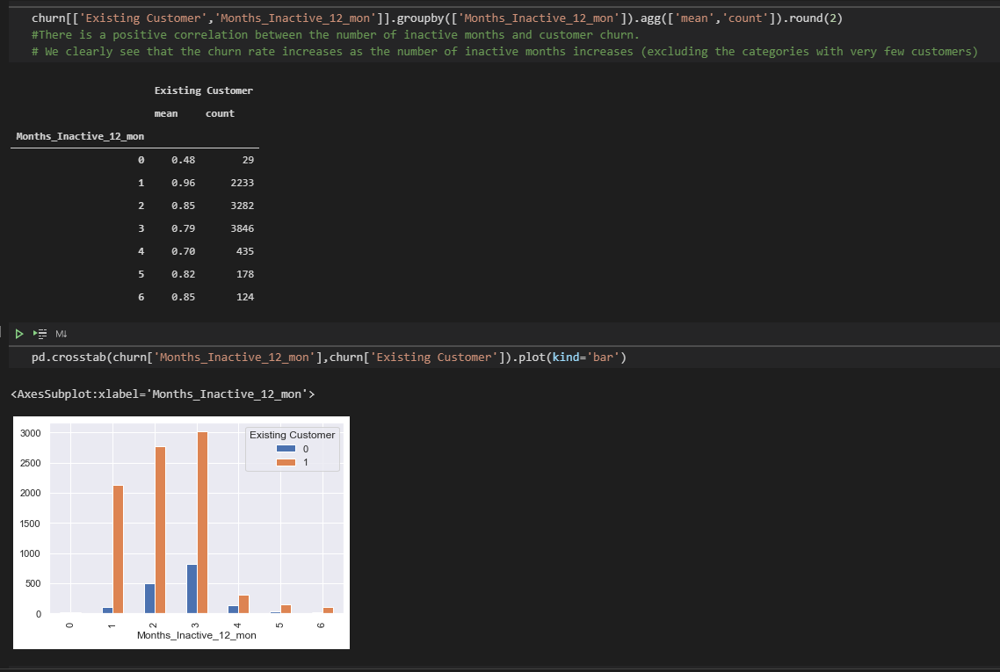 churn[['Existing Customer','Months_Inactive_12_mon']].groupby(['Months_Inactive_12_mon']).agg(['mean','count']).round(2)
#There is a positive correlation between the number of inactive months and customer churn.
# We clearly see that the churn rate increases as the number of inactive months increases (excluding the categories with very few customers)
Existing Customer
mean count
Months_Inactive_12_mon
0 0.48 29
1 0.96 2233
2 0.85 3282
3 0.79 3846
4 0.70 435
5 0.82 178
6 0.85 124
M↓
pd.crosstab(churn['Months_Inactive_12_mon'],churn['Existing Customer']).plot(kind='bar')
<AxesSubplot:xlabel='Months_Inactive_12_mon'>
Existing Customer
0
1
3000
2500
2000
1500
1000
500
0
0 1 2 3 4 5 6
Months_Inactive_12_mon